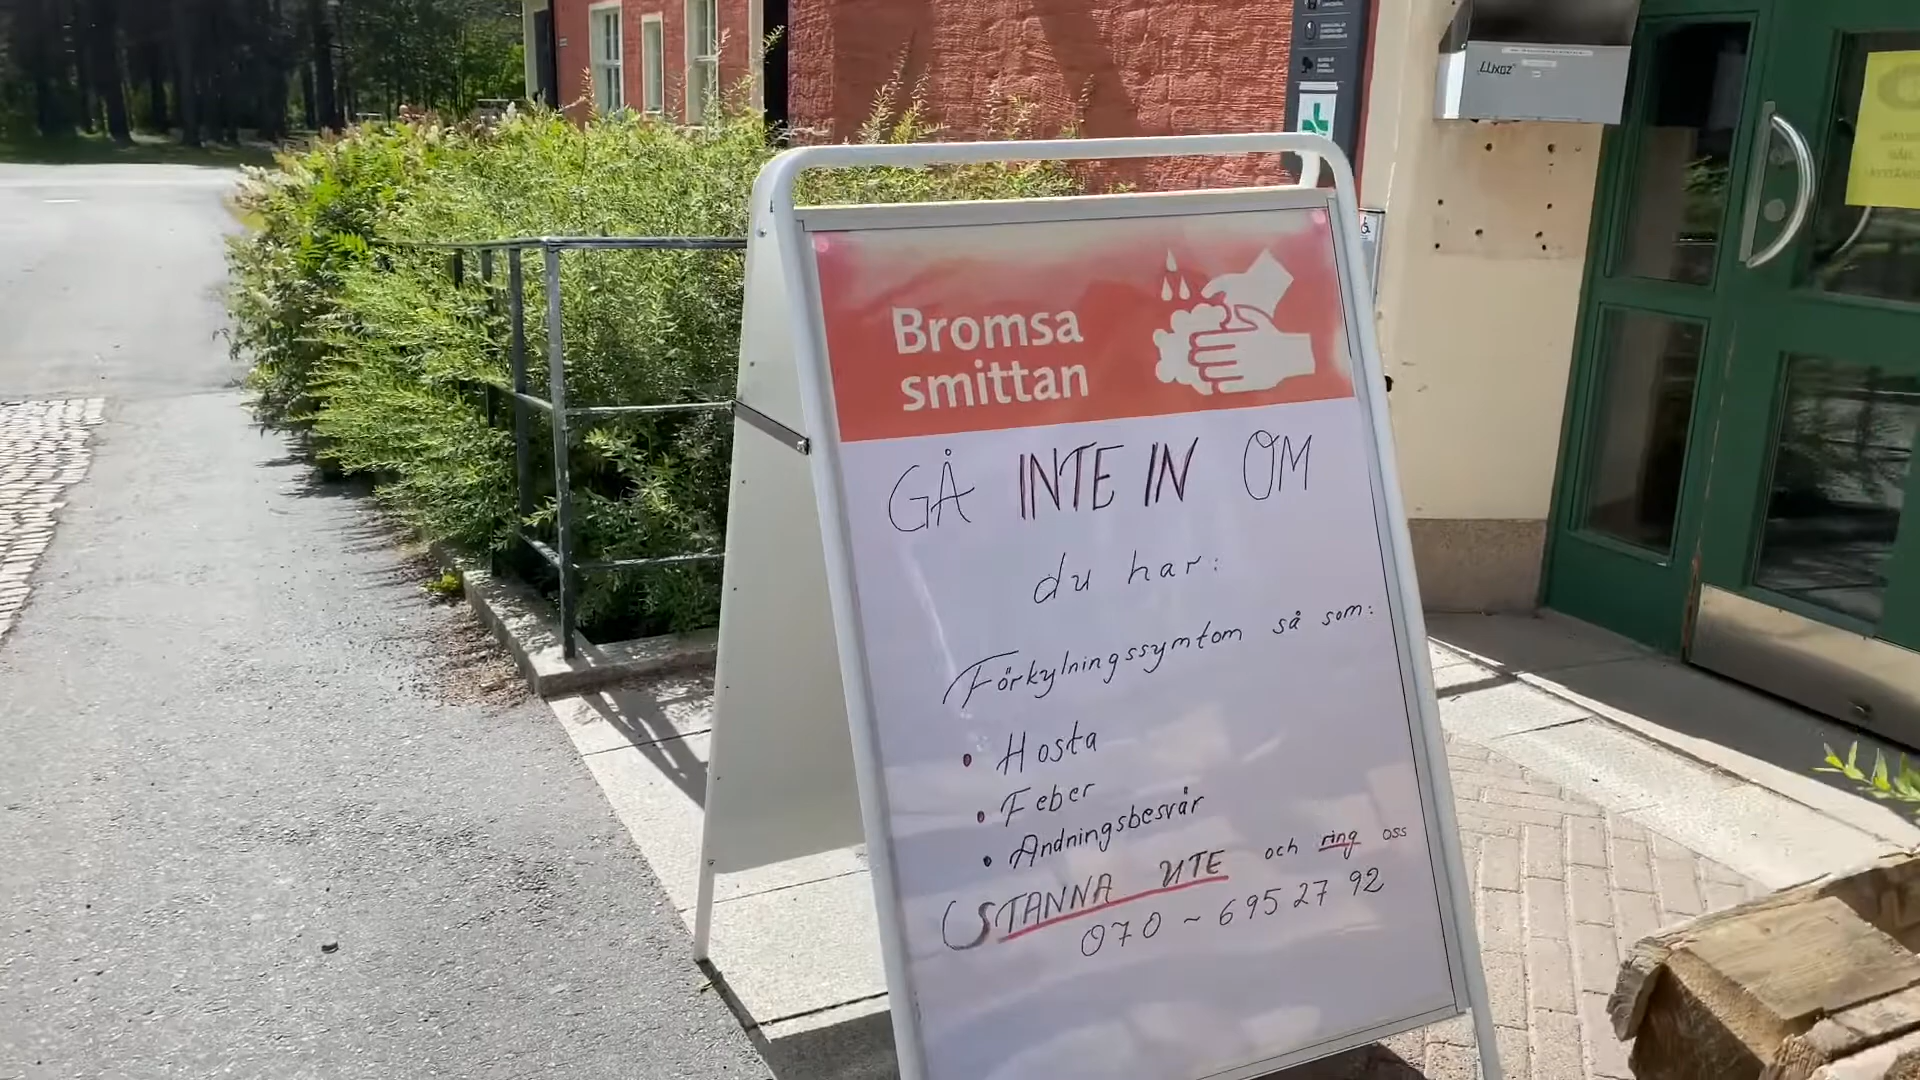 Bromsa
smittan
GÅ INTE IN OM
du har:
Förkylningssymtom så som:
• Hosta
• Feber
• Andningsbesvär
STANNA UTE och ring oss
070 ~ 695 27 92